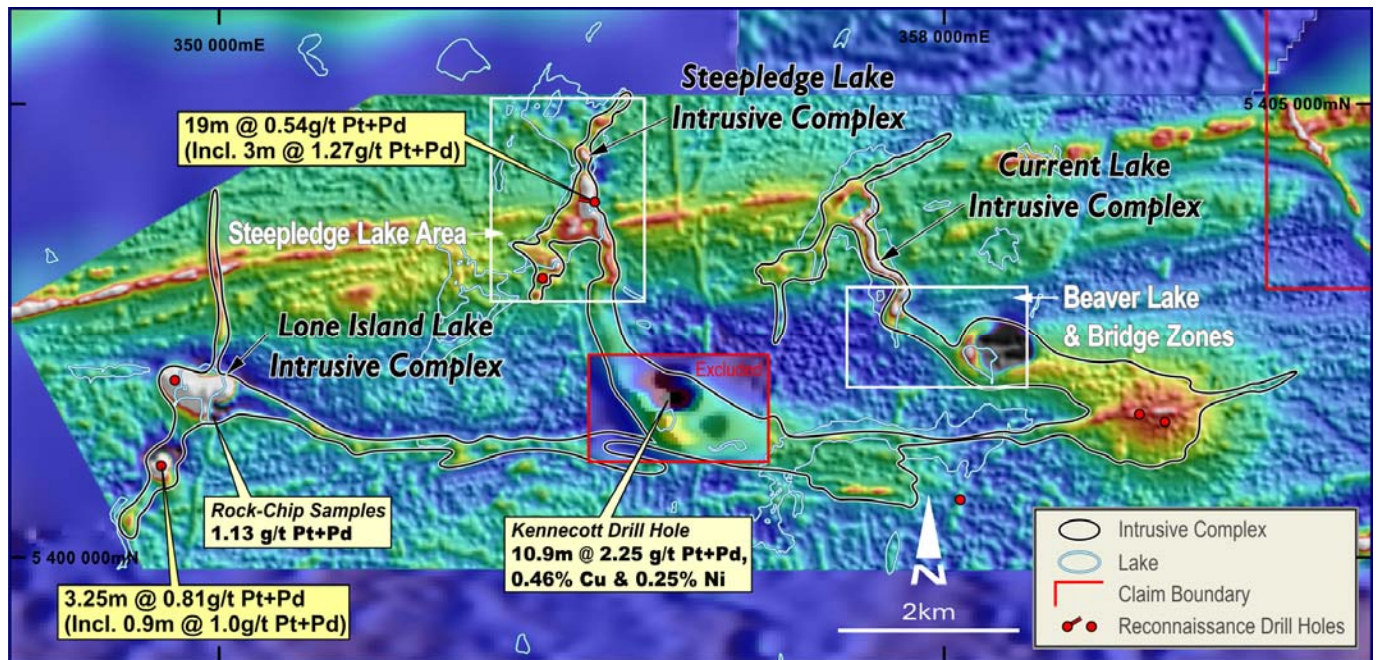 350 000mE
358 000mE
5 405 000mN
Steepledge Lake
Intrusive Complex
19m @ 0.54g/t Pt+Pd
(Incl. 3m @ 1.27g/t Pt+Pd)
Current Lake
Intrusive Complex
Steepledge Lake Area
Beaver Lake
& Bridge Zones
Lone Island Lake
Intrusive Complex
Excluded
Rock-Chip Samples
1.13 g/t Pt+Pd
Kennecott Drill Hole
10.9m @ 2.25 g/t Pt+Pd,
0.46% Cu & 0.25% Ni
5 400 000mN
3.25m @ 0.81g/t Pt+Pd
(Incl. 0.9m @ 1.0g/t Pt+Pd)
N
2km
Intrusive Complex
Lake
Claim Boundary
Reconnaissance Drill Holes